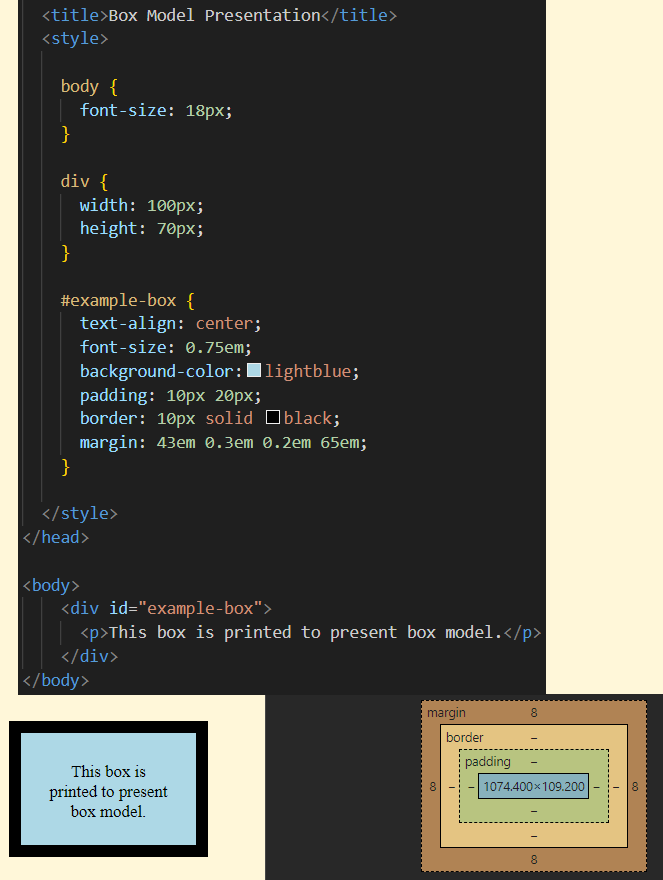 <title>Box Model Presentation</title>
<style>
body {
font-size: 18px;
}
div {
width: 100px;
height: 70px;
}
#example-box {
text-align: center;
font-size: 0.75em;
background-color: lightblue;
padding: 10px 20px;
border: 10px solid black;
margin: 43em 0.3em 0.2em 65em;
}
</style>
</head>
<body>
<div id="example-box">
<p>This box is printed to present box model.</p>
</div>
</body>
This box is
printed to present
box model.
margin 8
border –
padding –
8 – – 1074.400×109.200 – – 8
–
–
8